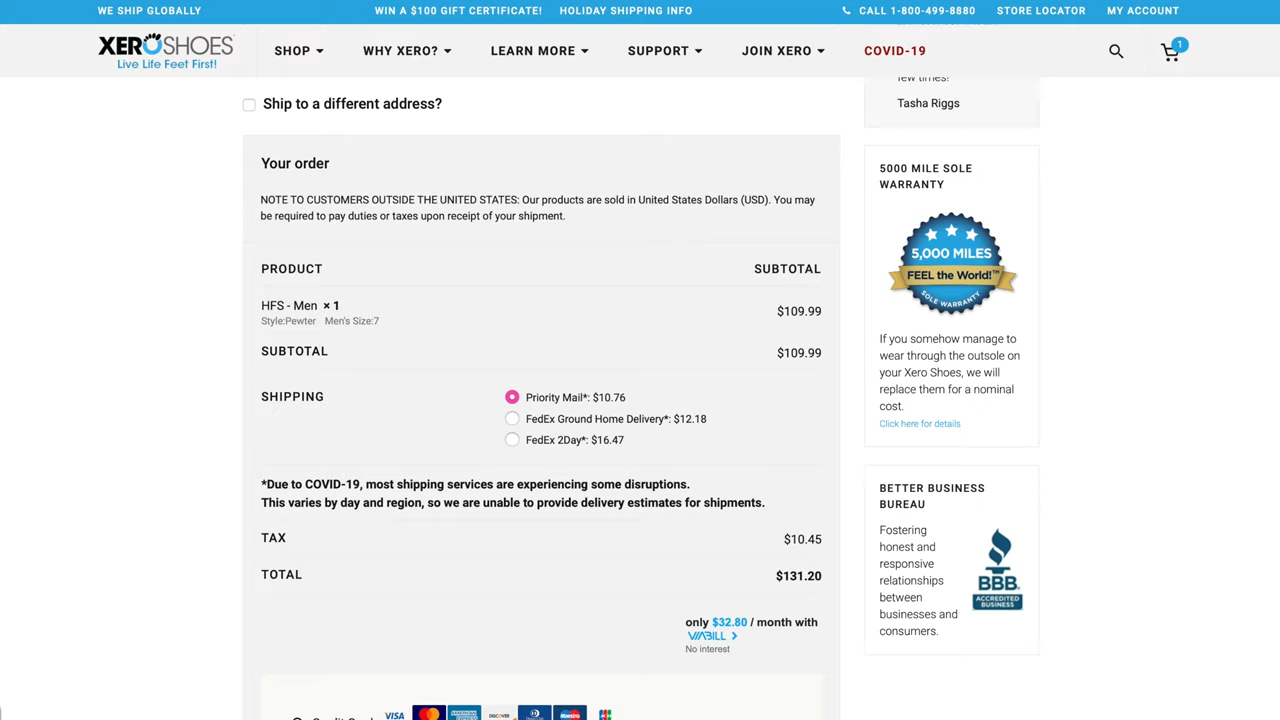 WE SHIP GLOBALLY
WIN A $100 GIFT CERTIFICATE!
HOLIDAY SHIPPING INFO
CALL 1-800-499-8880
STORE LOCATOR
MY ACCOUNT
XEROSHOES
Live Life Feet First!
SHOP
WHY XERO?
LEARN MORE
SUPPORT
JOIN XERO
COVID-19
1
few times!
Tasha Riggs
Ship to a different address?
Your order
NOTE TO CUSTOMERS OUTSIDE THE UNITED STATES: Our products are sold in United States Dollars (USD). You may
be required to pay duties or taxes upon receipt of your shipment.
PRODUCT SUBTOTAL
HFS - Men × 1 $109.99
Style:Pewter Men's Size:7
SUBTOTAL $109.99
SHIPPING
Priority Mail*: $10.76
FedEx Ground Home Delivery*: $12.18
FedEx 2Day*: $16.47
*Due to COVID-19, most shipping services are experiencing some disruptions.
This varies by day and region, so we are unable to provide delivery estimates for shipments.
TAX $10.45
TOTAL $131.20
only $32.80 / month with
VIABILL
No interest
VISA
AMERICAN EXPRESS
DISCOVER
Maestro
JCB
5000 MILE SOLE
WARRANTY
5,000 MILES
FEEL the World!™
SOLE WARRANTY
If you somehow manage to
wear through the outsole on
your Xero Shoes, we will
replace them for a nominal
cost.
Click here for details
BETTER BUSINESS
BUREAU
Fostering
honest and
responsive
relationships
between
businesses and
consumers.
BBB
ACCREDITED
BUSINESS